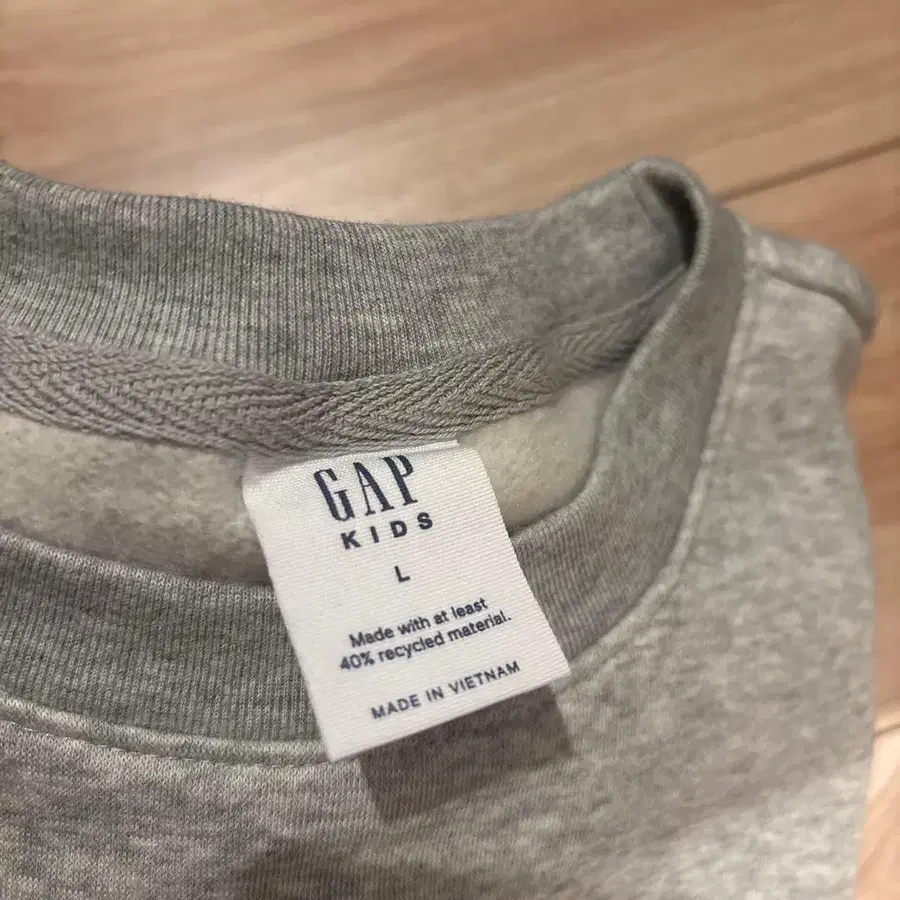 GAP
KIDS
L
Made with at least
40% recycled material.
MADE IN VIETNAM